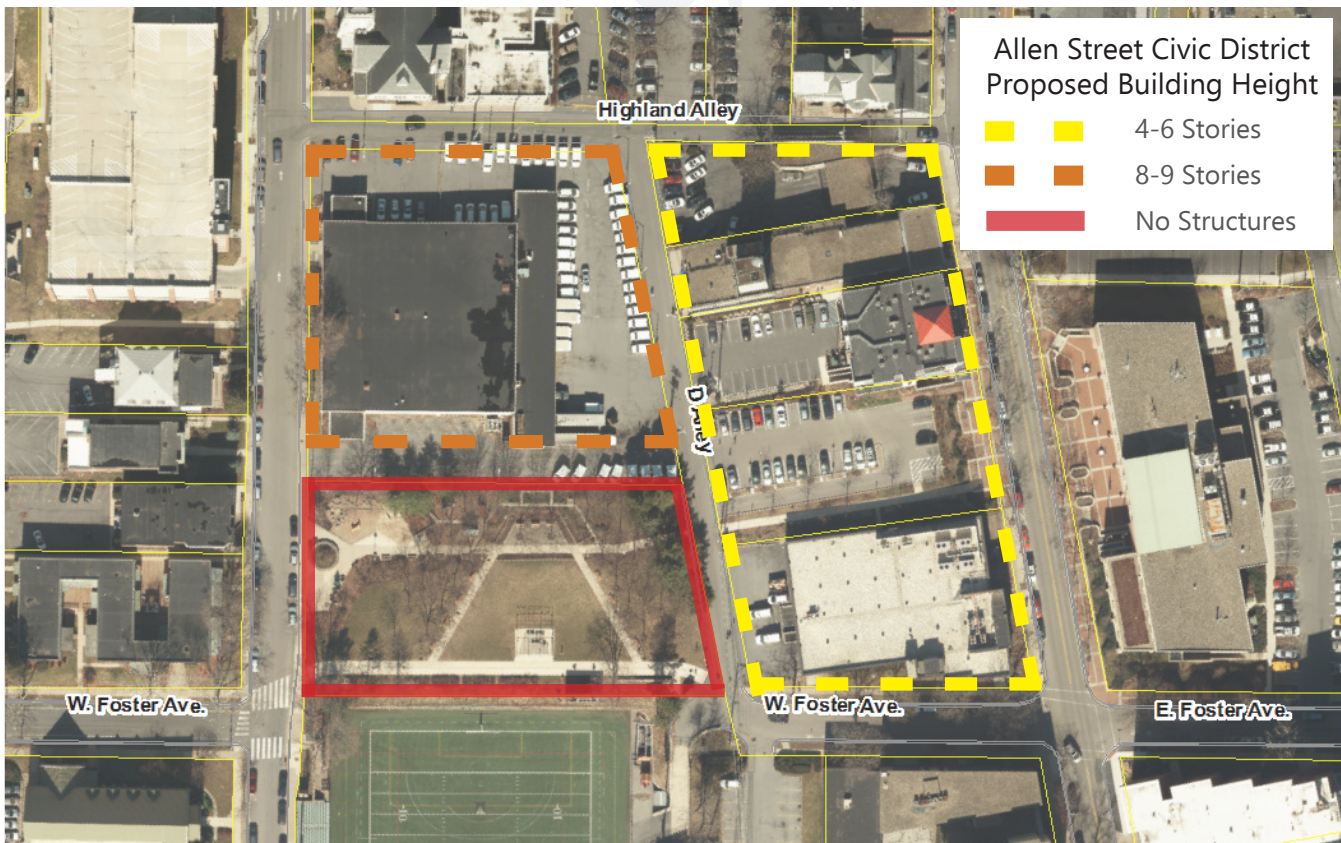 Allen Street Civic District
Proposed Building Height
4-6 Stories
8-9 Stories
No Structures
Highland Alley
D Alley
W. Foster Ave.
W. Foster Ave.
E. Foster Ave.